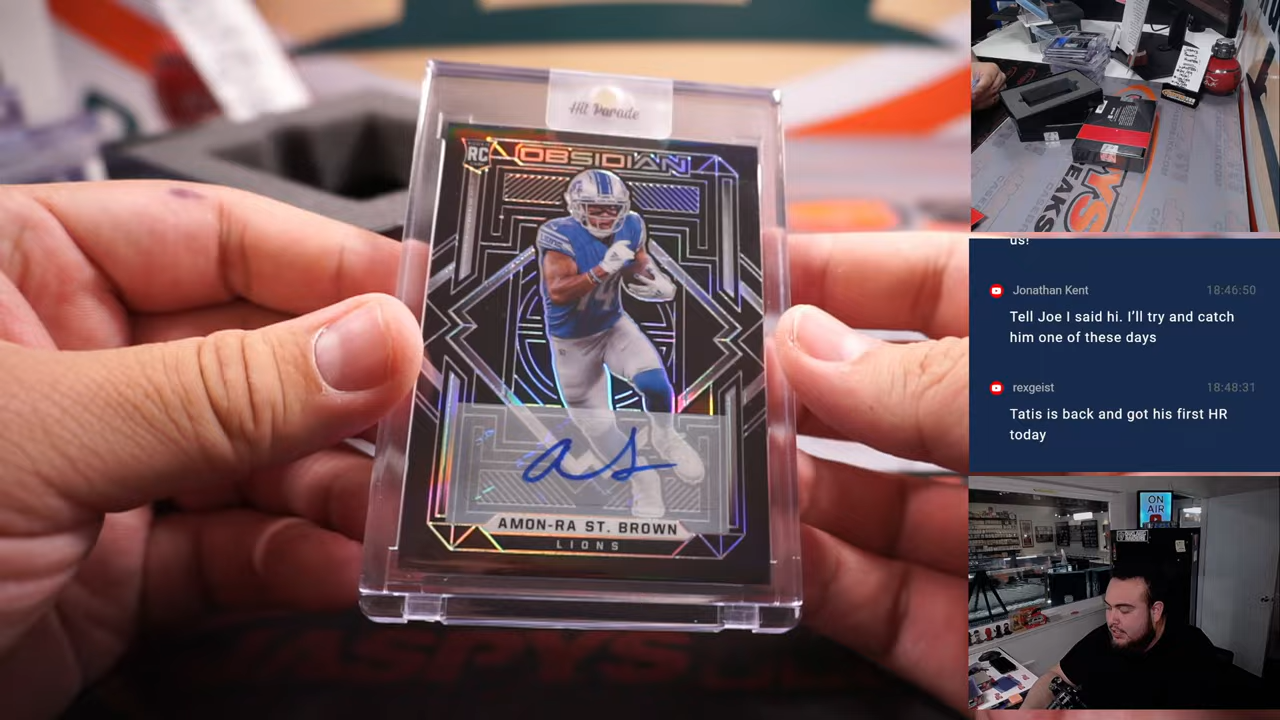 Hit Parade
RC
OBSIDIAN
14
AMON-RA ST. BROWN
LIONS
us!
Jonathan Kent
18:46:50
Tell Joe I said hi. I'll try and catch
him one of these days
rexgeist
18:48:31
Tatis is back and got his first HR
today
ON
AIR